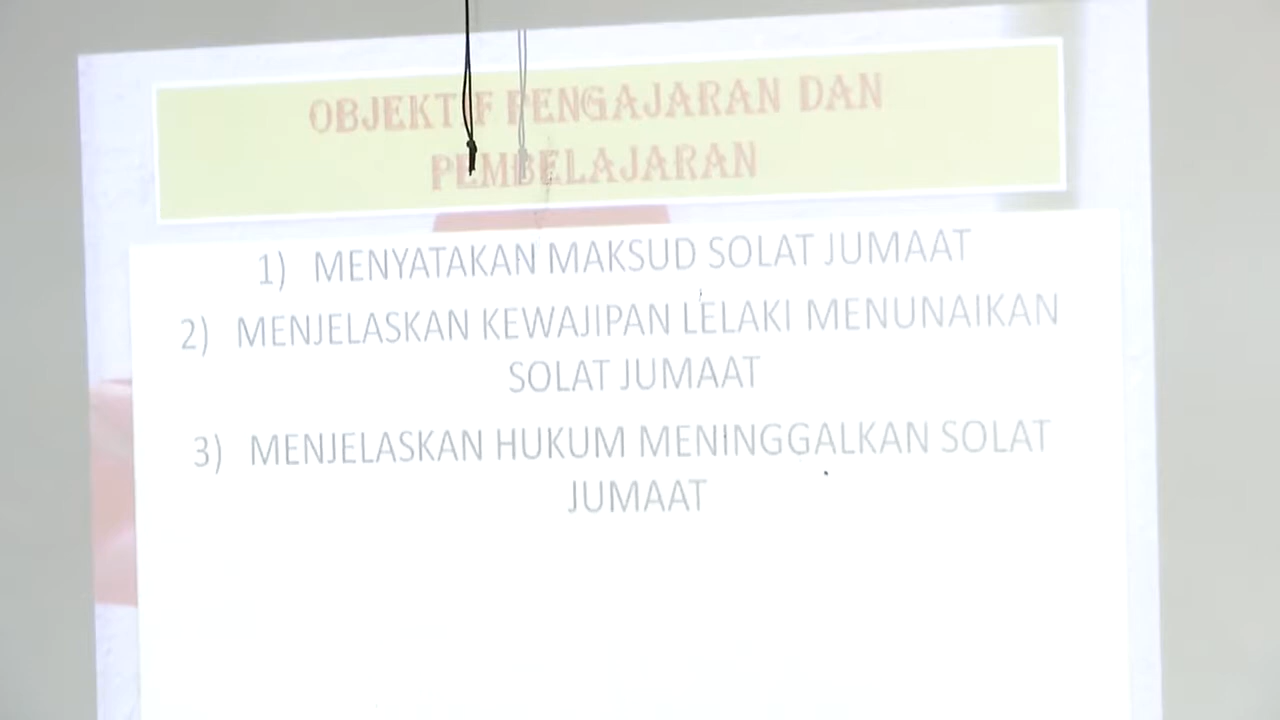 OBJEKTIF PENGAJARAN DAN
PEMBELAJARAN
1) MENYATAKAN MAKSUD SOLAT JUMAAT
2) MENJELASKAN KEWAJIPAN LELAKI MENUNAIKAN
SOLAT JUMAAT
3) MENJELASKAN HUKUM MENINGGALKAN SOLAT
JUMAAT